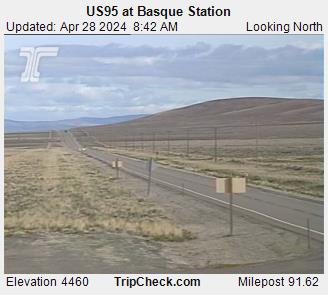 US95 at Basque Station
Updated: Apr 28 2024 8:42 AM Looking North
Elevation 4460 TripCheck.com Milepost 91.62